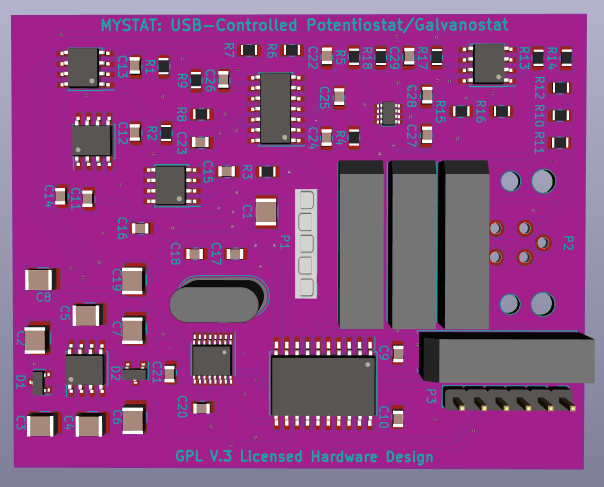 MYSTAT: USB-Controlled Potentiostat/Galvanostat
R7 R6
C13 R1 R9 C26 C22 R5 R18 C29 R17 R13 R14
C25 C28 R12
R8 R15 R16 R10
C12 R2 C23 C24 R4 C27 R11
C15 R3
C14 C11 C1
C16 P1 P2
C18 C17
C8 C19
C5
C2 C7
C9
D1 D2 C21
P3
C20
C3 C4 C6 C10
GPL V.3 Licensed Hardware Design